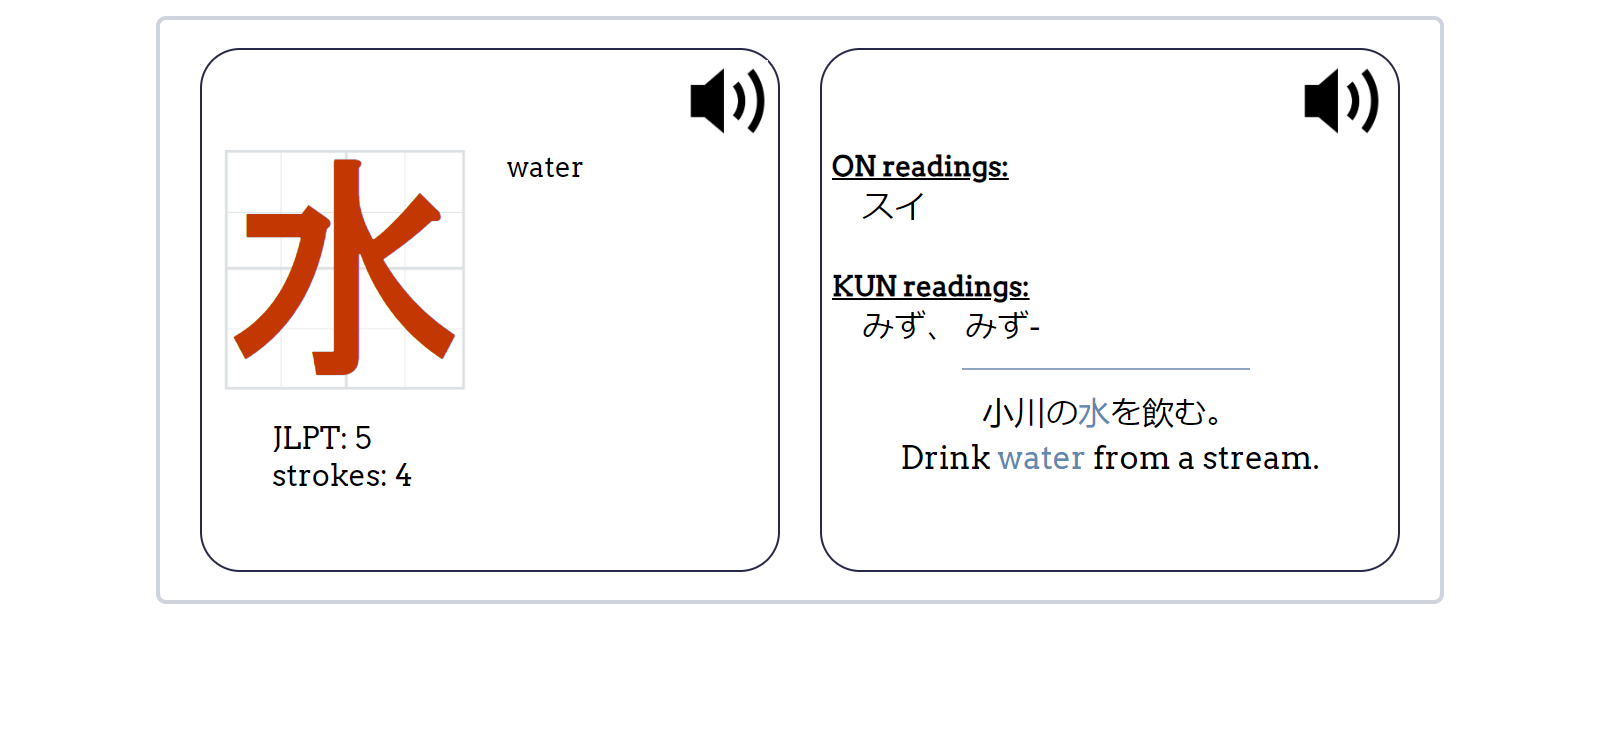 水
water
JLPT: 5
strokes: 4
ON readings:
スイ
KUN readings:
みず、 みず-
小川の水を飲む。
Drink water from a stream.